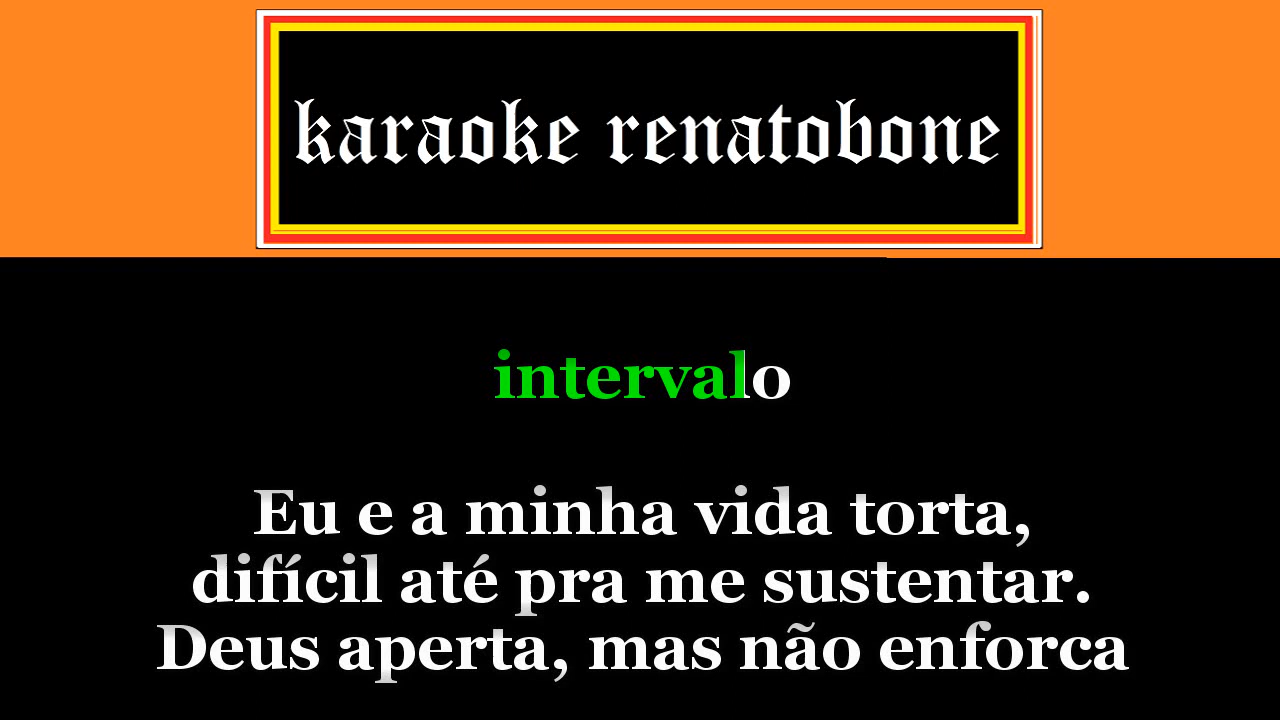 karaoke renatobone
intervalo
Eu e a minha vida torta,
difícil até pra me sustentar.
Deus aperta, mas não enforca